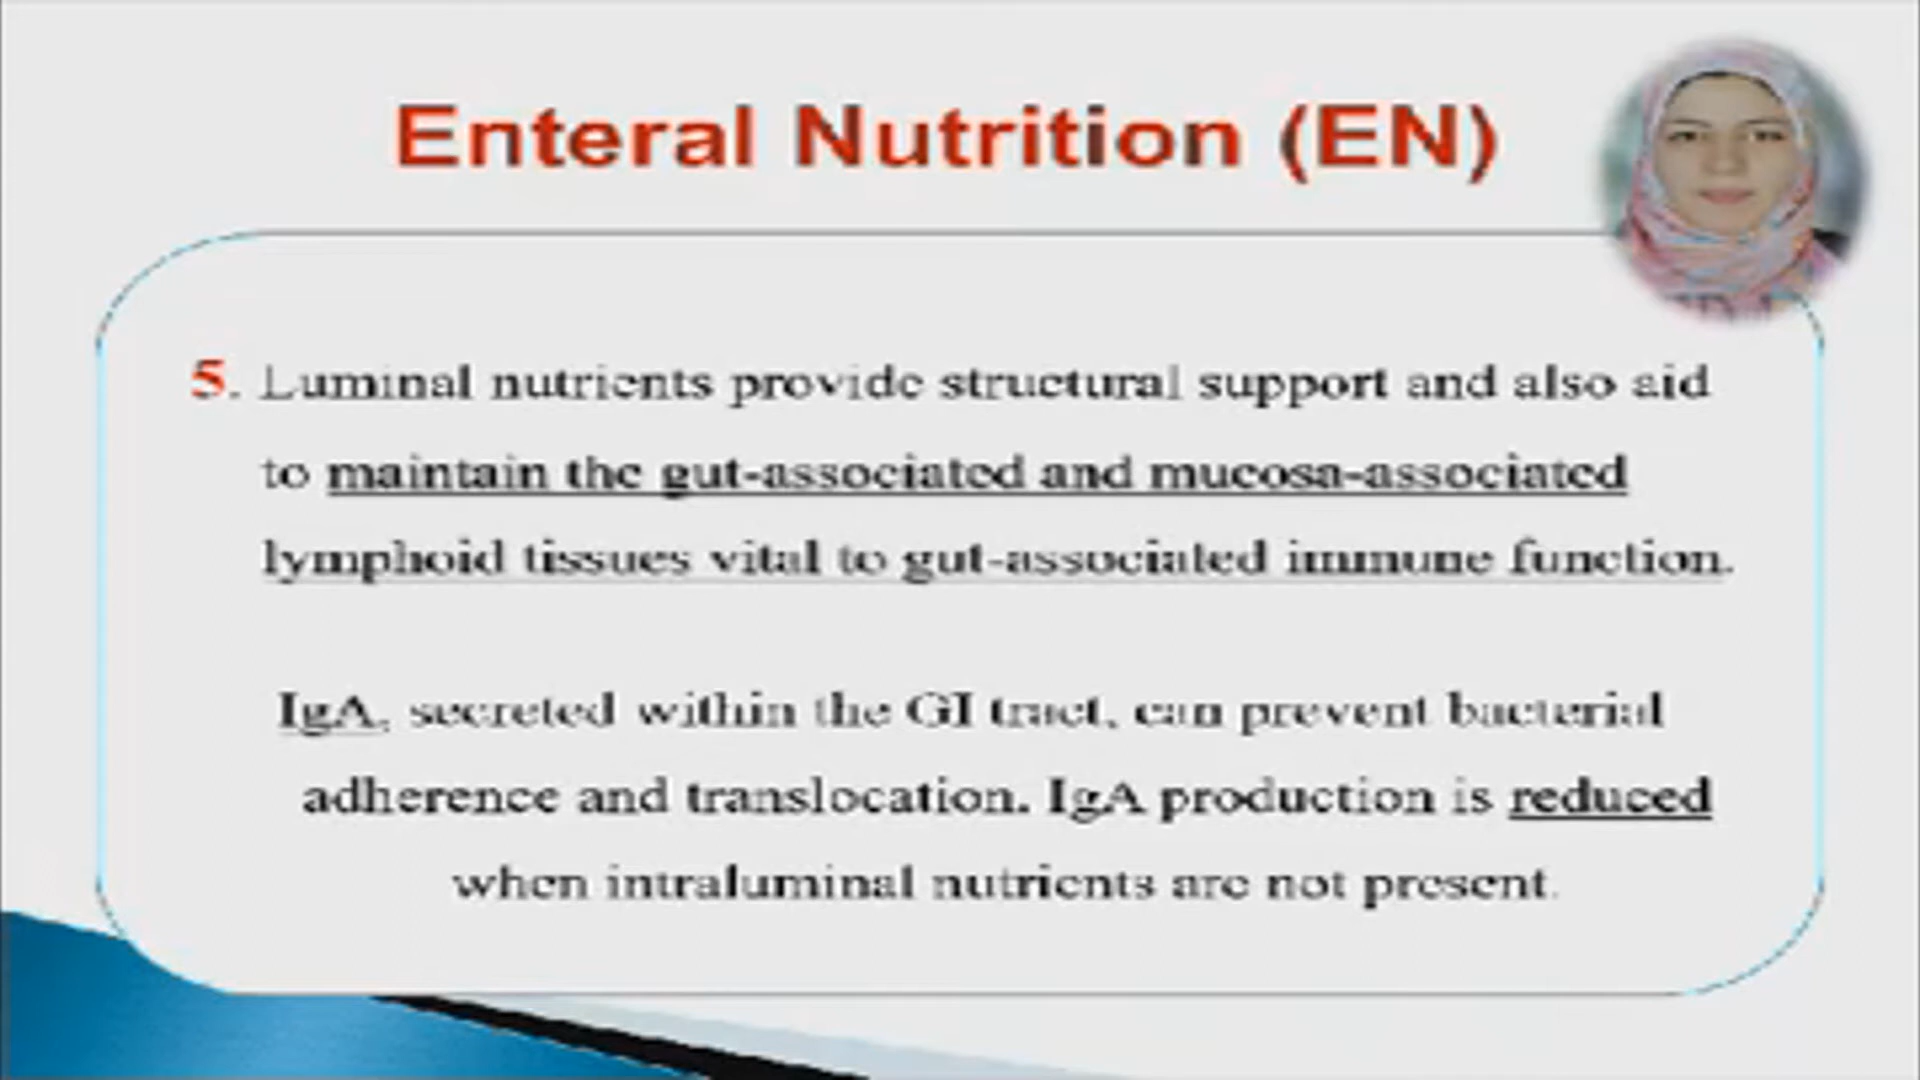 Enteral Nutrition (EN)
5. Luminal nutrients provide structural support and also aid
to maintain the gut-associated and mucosa-associated
lymphoid tissues vital to gut-associated immune function.
IgA, secreted within the GI tract, can prevent bacterial
adherence and translocation. IgA production is reduced
when intraluminal nutrients are not present.